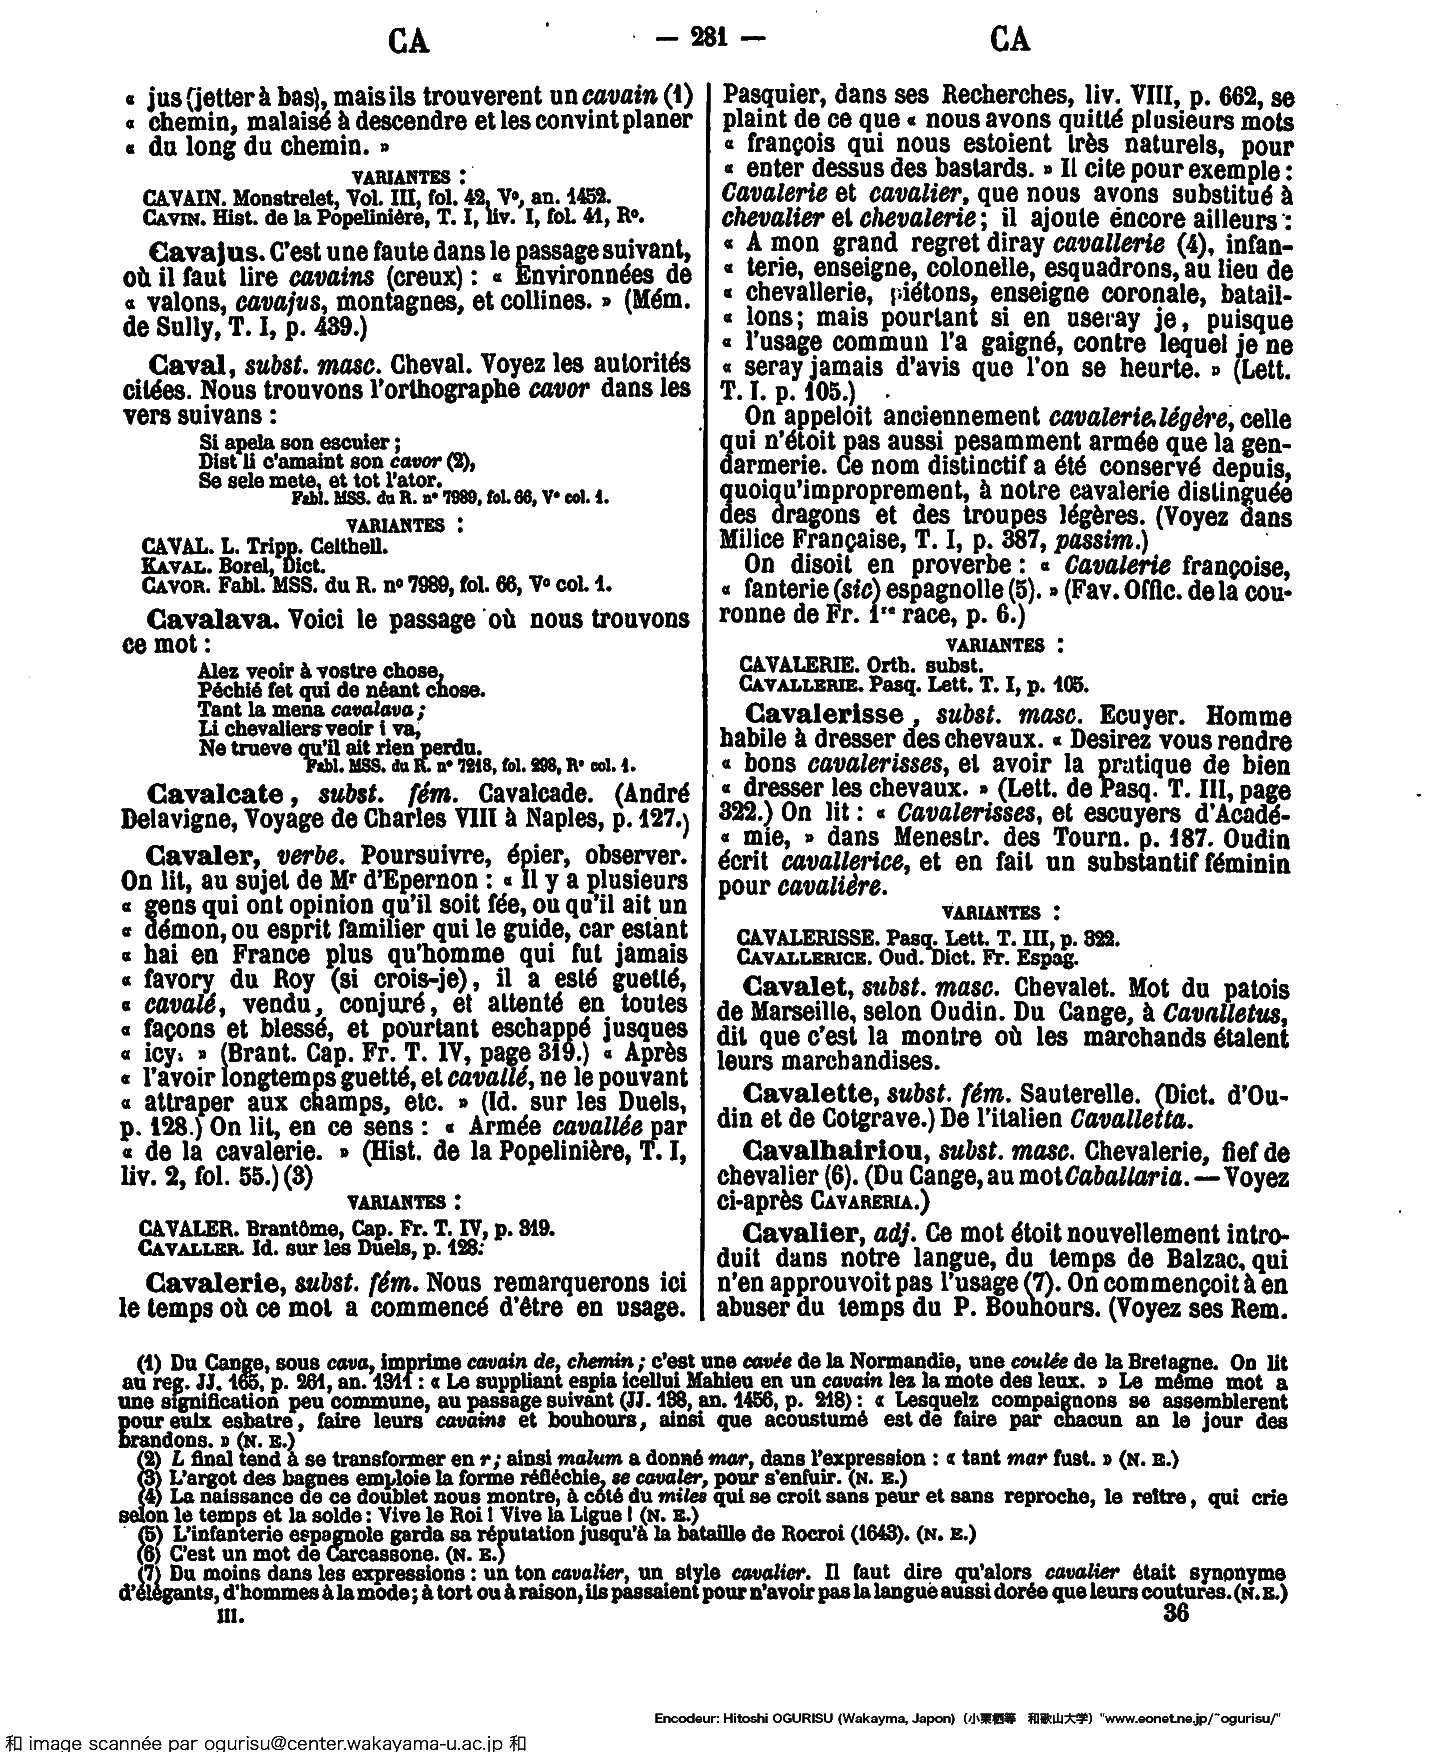 CA — 281 — CA
« jus (jetter à bas), mais ils trouverent un cavain (1)
« chemin, malaisé à descendre et les convint planer
« du long du chemin. »
VARIANTES :
CAVAIN. Monstrelet, Vol. III, fol. 42, Vº, an. 1452.
CAVIN. Hist. de la Popelinière, T. I, liv. I, fol. 41, Rº.
Cavajus. C'est une faute dans le passage suivant,
où il faut lire cavains (creux) : « Environnées de
« valons, cavajus, montagnes, et collines. » (Mém.
de Sully, T. I, p. 439.)
Caval, subst. masc. Cheval. Voyez les autorités
citées. Nous trouvons l'orthographe cavor dans les
vers suivans :
Si apela son escuier ;
Dist li c'amaint son cavor (2),
Se sele mete, et tot l'ator.
Fabl. MSS. du R. nº 7989, fol. 66, Vº col. 1.
VARIANTES :
CAVAL. L. Tripp. Celthell.
KAVAL. Borel, Dict.
CAVOR. Fabl. MSS. du R. nº 7989, fol. 66, Vº col. 1.
Cavalava. Voici le passage où nous trouvons
ce mot :
Alez veoir à vostre chose,
Péchié fet qui de néant chose.
Tant la mena cavalava ;
Li chevaliers veoir i va,
Ne trueve qu'il ait rien perdu.
Fabl. MSS. du R. nº 7218, fol. 298, Rº col. 1.
Cavalcate, subst. fém. Cavalcade. (André
Delavigne, Voyage de Charles VIII à Naples, p. 127.)
Cavaler, verbe. Poursuivre, épier, observer.
On lit, au sujet de Mr d'Epernon : « Il y a plusieurs
« gens qui ont opinion qu'il soit fée, ou qu'il ait un
« démon, ou esprit familier qui le guide, car estant
« hai en France plus qu'homme qui fut jamais
« favory du Roy (si crois-je), il a esté guetté,
« cavalé, vendu, conjuré, et attenté en toutes
« façons et blessé, et pourtant eschappé jusques
« icy. » (Brant. Cap. Fr. T. IV, page 319.) « Après
« l'avoir longtemps guetté, et cavallé, ne le pouvant
« attraper aux champs, etc. » (Id. sur les Duels,
p. 128.) On lit, en ce sens : « Armée cavallée par
« de la cavalerie. » (Hist. de la Popelinière, T. I,
liv. 2, fol. 55.) (3)
VARIANTES :
CAVALER. Brantôme, Cap. Fr. T. IV, p. 319.
CAVALLER. Id. sur les Duels, p. 128.
Cavalerie, subst. fém. Nous remarquerons ici
le temps où ce mot a commencé d'être en usage.
Pasquier, dans ses Recherches, liv. VIII, p. 662, se
plaint de ce que « nous avons quitté plusieurs mots
« françois qui nous estoient très naturels, pour
« enter dessus des bastards. » Il cite pour exemple :
Cavalerie et cavalier, que nous avons substitué à
chevalier et chevalerie ; il ajoute encore ailleurs :
« A mon grand regret diray cavallerie (4), infan-
« terie, enseigne, colonelle, esquadrons, au lieu de
« chevallerie, piétons, enseigne coronale, batail-
« lons ; mais pourtant si en useray je, puisque
« l'usage commun l'a gaigné, contre lequel je ne
« seray jamais d'avis que l'on se heurte. » (Lett.
T. I. p. 105.)
On appeloit anciennement cavalerie légère, celle
qui n'étoit pas aussi pesamment armée que la gen-
darmerie. Ce nom distinctif a été conservé depuis,
quoiqu'improprement, à notre cavalerie distinguée
des dragons et des troupes légères. (Voyez dans
Milice Française, T. I, p. 387, passim.)
On disoit en proverbe : « Cavalerie françoise,
« fanterie (sic) espagnolle (5). » (Fav. Offic. de la cou-
ronne de Fr. 1re race, p. 6.)
VARIANTES :
CAVALERIE. Orth. subst.
CAVALLERIE. Pasq. Lett. T. I, p. 105.
Cavalerisse, subst. masc. Ecuyer. Homme
habile à dresser des chevaux. « Desirez vous rendre
« bons cavalerisses, et avoir la pratique de bien
« dresser les chevaux. » (Lett. de Pasq. T. III, page
322.) On lit : « Cavalerisses, et escuyers d'Acadé-
« mie, » dans Menestr. des Tourn. p. 187. Oudin
écrit cavallerice, et en fait un substantif féminin
pour cavalière.
VARIANTES :
CAVALERISSE. Pasq. Lett. T. III, p. 322.
CAVALLERICE. Oud. Dict. Fr. Espag.
Cavalet, subst. masc. Chevalet. Mot du patois
de Marseille, selon Oudin. Du Cange, à Cavalletus,
dit que c'est la montre où les marchands étalent
leurs marchandises.
Cavalette, subst. fém. Sauterelle. (Dict. d'Ou-
din et de Cotgrave.) De l'italien Cavalletta.
Cavalhairiou, subst. masc. Chevalerie, fief de
chevalier (6). (Du Cange, au mot Caballaria. — Voyez
ci-après CAVARERIA.)
Cavalier, adj. Ce mot étoit nouvellement intro-
duit dans notre langue, du temps de Balzac, qui
n'en approuvoit pas l'usage (7). On commençoit à en
abuser du temps du P. Bouhours. (Voyez ses Rem.
(1) Du Cange, sous cava, imprime cavain de, chemin ; c'est une cavée de la Normandie, une coulée de la Bretagne. On lit
au reg. JJ. 165, p. 261, an. 1311 : « Le suppliant espia icellui Mahieu en un cavain lez la mote des leux. » Le même mot a
une signification peu commune, au passage suivant (JJ. 138, an. 1456, p. 218) : « Lesquelz compaignons se assemblerent
pour eulx esbatre, faire leurs cavains et bouhours, ainsi que acoustumé est de faire par chacun an le jour des
brandons. » (N. E.)
(2) L final tend à se transformer en r ; ainsi malum a donné mar, dans l'expression : « tant mar fust. » (N. E.)
(3) L'argot des bagnes emploie la forme réfléchie, se cavaler, pour s'enfuir. (N. E.)
(4) La naissance de ce doublet nous montre, à côté du miles qui se croit sans peur et sans reproche, le reître, qui crie
selon le temps et la solde : Vive le Roi ! Vive la Ligue ! (N. E.)
(5) L'infanterie espagnole garda sa réputation jusqu'à la bataille de Rocroi (1643). (N. E.)
(6) C'est un mot de Carcassone. (N. E.)
(7) Du moins dans les expressions : un ton cavalier, un style cavalier. Il faut dire qu'alors cavalier était synonyme
d'élégants, d'hommes à la mode ; à tort ou à raison, ils passaient pour n'avoir pas la langue aussi dorée que leurs coutures. (N. E.)
III. 36
Encodeur: Hitoshi OGURISU (Wakayma, Japon) (小栗栖等 和歌山大学) "www.eonet.ne.jp/~ogurisu/"
和 image scannée par ogurisu@center.wakayama-u.ac.jp 和